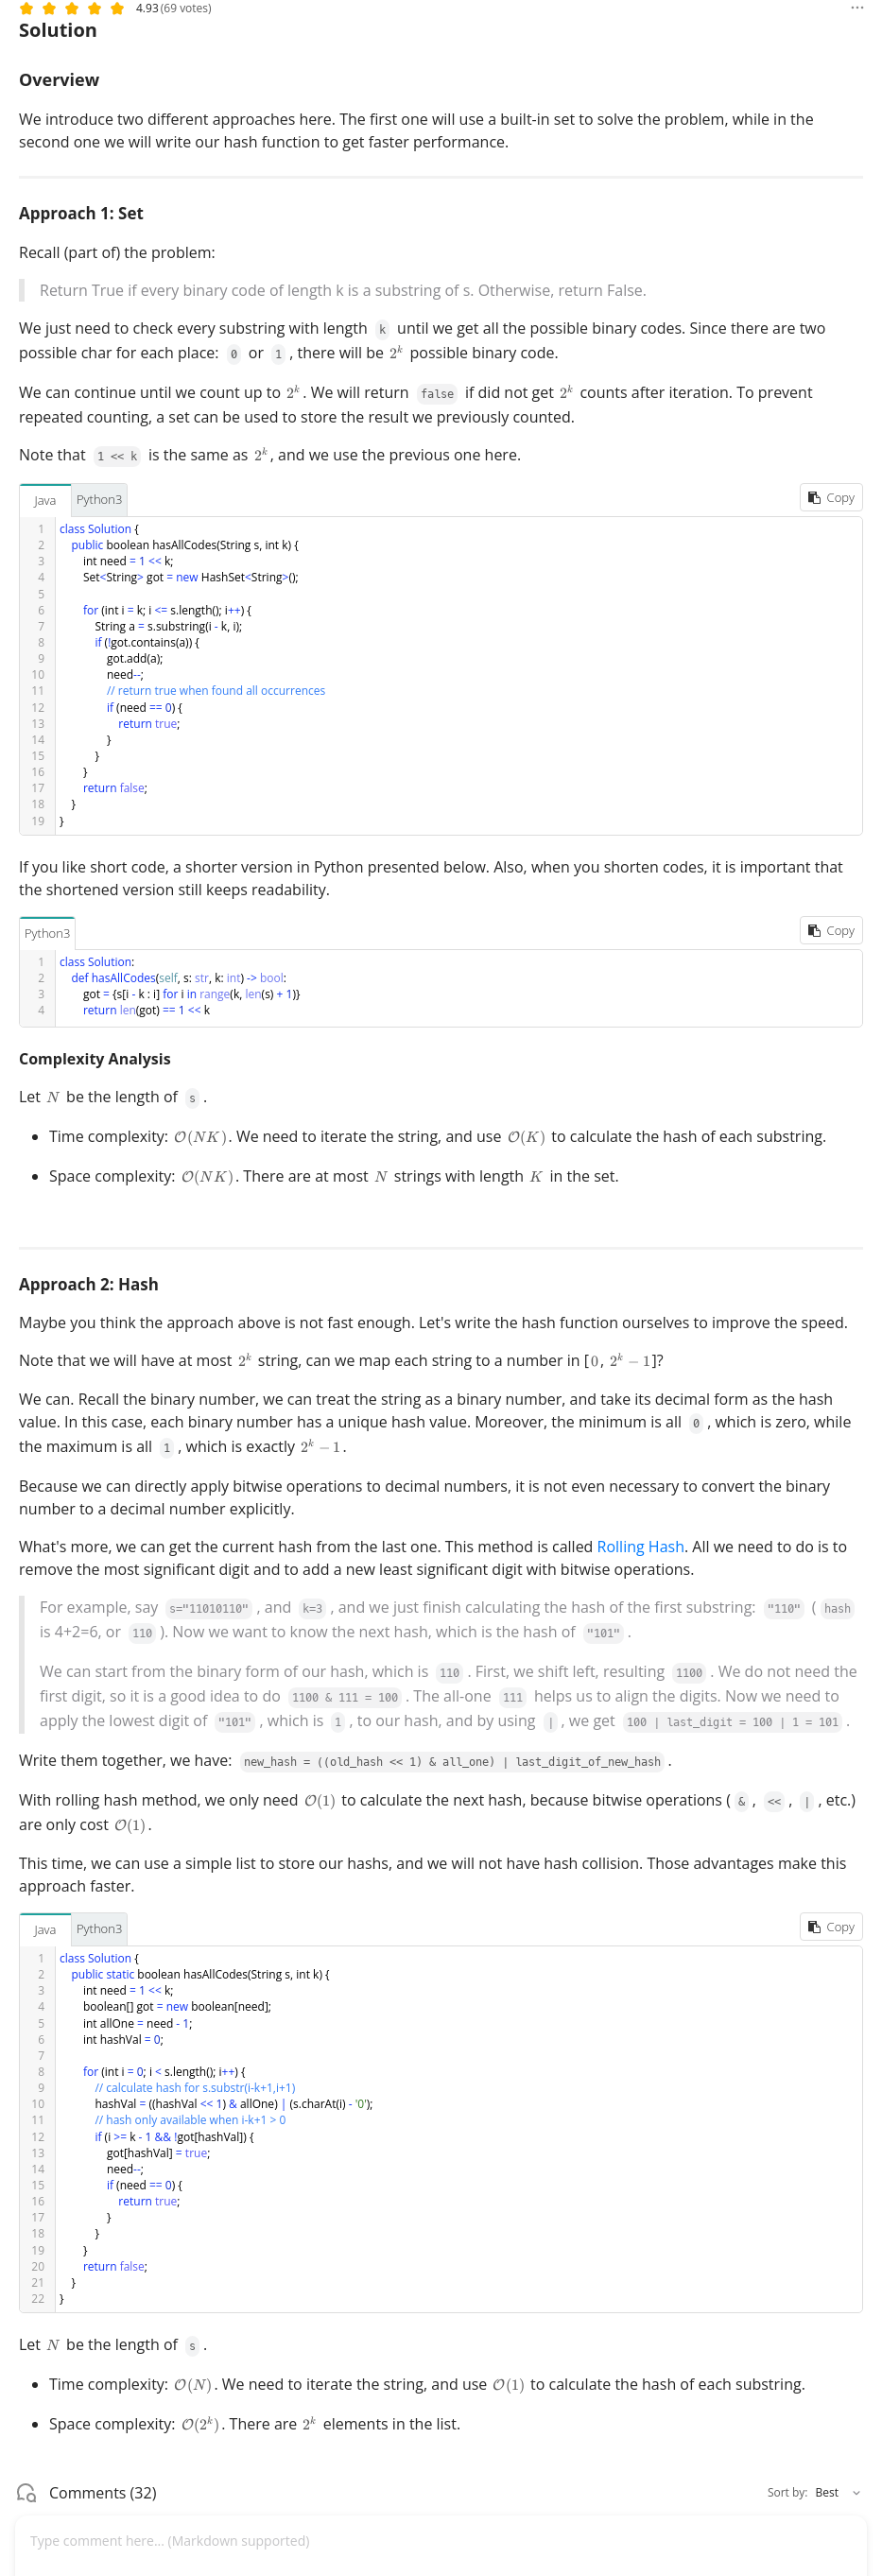 4.93 (69 votes)
Solution
Overview
We introduce two different approaches here. The first one will use a built-in set to solve the problem, while in the
second one we will write our hash function to get faster performance.
Approach 1: Set
Recall (part of) the problem:
Return True if every binary code of length k is a substring of s. Otherwise, return False.
We just need to check every substring with length k until we get all the possible binary codes. Since there are two
possible char for each place: 0 or 1 , there will be 2^k possible binary code.
We can continue until we count up to 2^k. We will return false if did not get 2^k counts after iteration. To prevent
repeated counting, a set can be used to store the result we previously counted.
Note that 1 << k is the same as 2^k, and we use the previous one here.
Java Python3 Copy
1 class Solution {
2 public boolean hasAllCodes(String s, int k) {
3 int need = 1 << k;
4 Set<String> got = new HashSet<String>();
5
6 for (int i = k; i <= s.length(); i++) {
7 String a = s.substring(i - k, i);
8 if (!got.contains(a)) {
9 got.add(a);
10 need--;
11 // return true when found all occurrences
12 if (need == 0) {
13 return true;
14 }
15 }
16 }
17 return false;
18 }
19 }
If you like short code, a shorter version in Python presented below. Also, when you shorten codes, it is important that
the shortened version still keeps readability.
Python3 Copy
1 class Solution:
2 def hasAllCodes(self, s: str, k: int) -> bool:
3 got = {s[i - k : i] for i in range(k, len(s) + 1)}
4 return len(got) == 1 << k
Complexity Analysis
Let N be the length of s .
• Time complexity: O(NK). We need to iterate the string, and use O(K) to calculate the hash of each substring.
• Space complexity: O(NK). There are at most N strings with length K in the set.
Approach 2: Hash
Maybe you think the approach above is not fast enough. Let's write the hash function ourselves to improve the speed.
Note that we will have at most 2^k string, can we map each string to a number in [0, 2^k − 1]?
We can. Recall the binary number, we can treat the string as a binary number, and take its decimal form as the hash
value. In this case, each binary number has a unique hash value. Moreover, the minimum is all 0 , which is zero, while
the maximum is all 1 , which is exactly 2^k − 1.
Because we can directly apply bitwise operations to decimal numbers, it is not even necessary to convert the binary
number to a decimal number explicitly.
What's more, we can get the current hash from the last one. This method is called Rolling Hash. All we need to do is to
remove the most significant digit and to add a new least significant digit with bitwise operations.
For example, say s="11010110" , and k=3 , and we just finish calculating the hash of the first substring: "110" ( hash
is 4+2=6, or 110 ). Now we want to know the next hash, which is the hash of "101" .
We can start from the binary form of our hash, which is 110 . First, we shift left, resulting 1100 . We do not need the
first digit, so it is a good idea to do 1100 & 111 = 100 . The all-one 111 helps us to align the digits. Now we need to
apply the lowest digit of "101" , which is 1 , to our hash, and by using | , we get 100 | last_digit = 100 | 1 = 101 .
Write them together, we have: new_hash = ((old_hash << 1) & all_one) | last_digit_of_new_hash .
With rolling hash method, we only need O(1) to calculate the next hash, because bitwise operations ( & , << , | , etc.)
are only cost O(1).
This time, we can use a simple list to store our hashs, and we will not have hash collision. Those advantages make this
approach faster.
Java Python3 Copy
1 class Solution {
2 public static boolean hasAllCodes(String s, int k) {
3 int need = 1 << k;
4 boolean[] got = new boolean[need];
5 int allOne = need - 1;
6 int hashVal = 0;
7
8 for (int i = 0; i < s.length(); i++) {
9 // calculate hash for s.substr(i-k+1,i+1)
10 hashVal = ((hashVal << 1) & allOne) | (s.charAt(i) - '0');
11 // hash only available when i-k+1 > 0
12 if (i >= k - 1 && !got[hashVal]) {
13 got[hashVal] = true;
14 need--;
15 if (need == 0) {
16 return true;
17 }
18 }
19 }
20 return false;
21 }
22 }
Let N be the length of s .
• Time complexity: O(N). We need to iterate the string, and use O(1) to calculate the hash of each substring.
• Space complexity: O(2^k). There are 2^k elements in the list.
Comments (32) Sort by: Best
Type comment here... (Markdown supported)